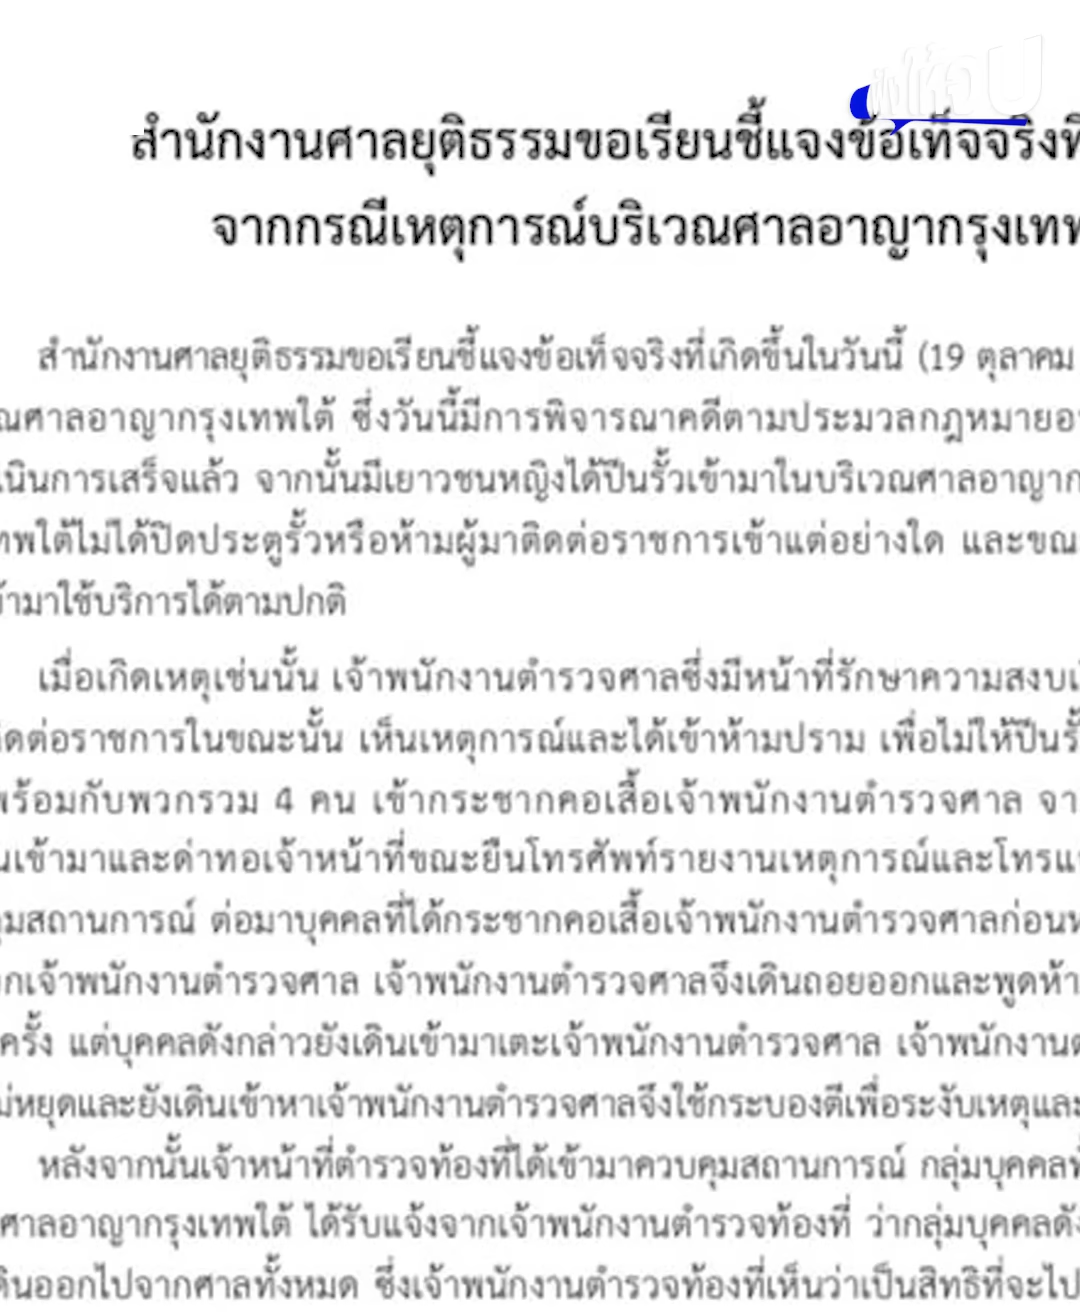 ฟังให้จบ
สำนักงานศาลยุติธรรมขอเรียนชี้แจงข้อเท็จจริงที่
จากกรณีเหตุการณ์บริเวณศาลอาญากรุงเทพ
สำนักงานศาลยุติธรรมขอเรียนชี้แจงข้อเท็จจริงที่เกิดขึ้นในวันนี้ (19 ตุลาคม
ณศาลอาญากรุงเทพใต้ ซึ่งวันนี้มีการพิจารณาคดีตามประมวลกฎหมายอา
เนินการเสร็จแล้ว จากนั้นมีเยาวชนหญิงได้ปีนรั้วเข้ามาในบริเวณศาลอาญาก
ทพใต้ไม่ได้ปิดประตูรั้วหรือห้ามผู้มาติดต่อราชการเข้าแต่อย่างใด และขณ
ข้ามาใช้บริการได้ตามปกติ
เมื่อเกิดเหตุเช่นนั้น เจ้าพนักงานตำรวจศาลซึ่งมีหน้าที่รักษาความสงบเ
ติดต่อราชการในขณะนั้น เห็นเหตุการณ์และได้เข้าห้ามปราม เพื่อไม่ให้ปีนรั้
พร้อมกับพวกรวม 4 คน เข้ากระชากคอเสื้อเจ้าพนักงานตำรวจศาล จา
นเข้ามาและด่าทอเจ้าหน้าที่ขณะยืนโทรศัพท์รายงานเหตุการณ์และโทรแ
ุมสถานการณ์ ต่อมาบุคคลที่ได้กระชากคอเสื้อเจ้าพนักงานตำรวจศาลก่อนห
ากเจ้าพนักงานตำรวจศาล เจ้าพนักงานตำรวจศาลจึงเดินถอยออกและพูดห้า
ครั้ง แต่บุคคลดังกล่าวยังเดินเข้ามาเตะเจ้าพนักงานตำรวจศาล เจ้าพนักงานต
ม่หยุดและยังเดินเข้าหาเจ้าพนักงานตำรวจศาลจึงใช้กระบองตีเพื่อระงับเหตุและ
หลังจากนั้นเจ้าหน้าที่ตำรวจท้องที่ได้เข้ามาควบคุมสถานการณ์ กลุ่มบุคคลทั
ศาลอาญากรุงเทพใต้ ได้รับแจ้งจากเจ้าพนักงานตำรวจท้องที่ ว่ากลุ่มบุคคลดัง
ดินออกไปจากศาลทั้งหมด ซึ่งเจ้าพนักงานตำรวจท้องที่เห็นว่าเป็นสิทธิที่จะไป